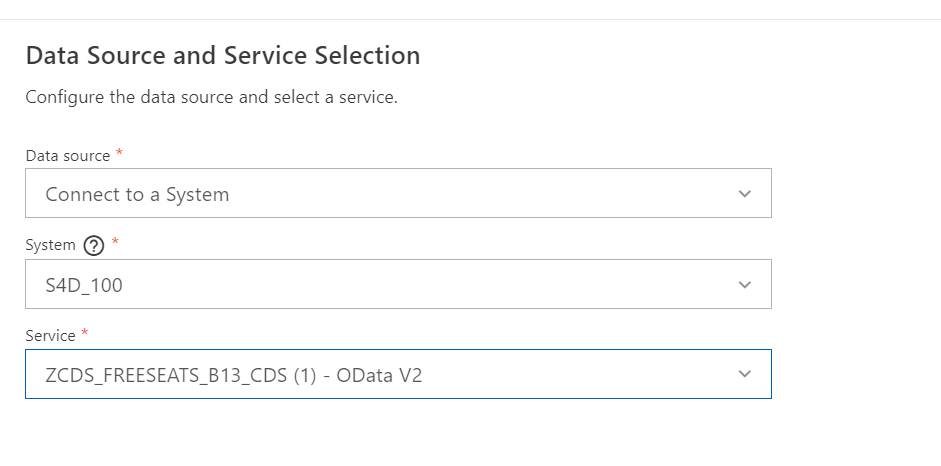 Data Source and Service Selection
Configure the data source and select a service.
Data source *
Connect to a System
System ? *
S4D_100
Service *
ZCDS_FREESEATS_B13_CDS (1) - OData V2